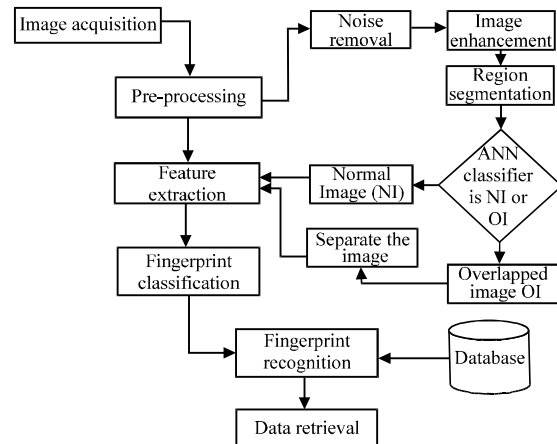 Image acquisition
Noise
removal
Image
enhancement
Pre-processing
Region
segmentation
Feature
extraction
Normal
Image (NI)
ANN
classifier
is NI or
OI
Separate the
image
Fingerprint
classification
Overlapped
image OI
Fingerprint
recognition
Database
Data retrieval